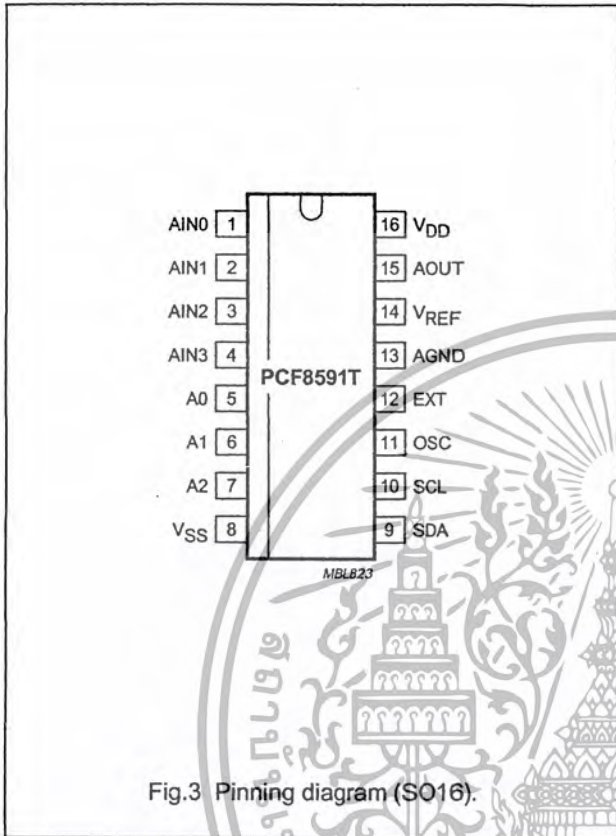 AIN0 1 16 VDD
AIN1 2 15 AOUT
AIN2 3 14 VREF
AIN3 4 13 AGND
PCF8591T
A0 5 12 EXT
A1 6 11 OSC
A2 7 10 SCL
VSS 8 9 SDA
MBL823
Fig.3 Pinning diagram (SO16).